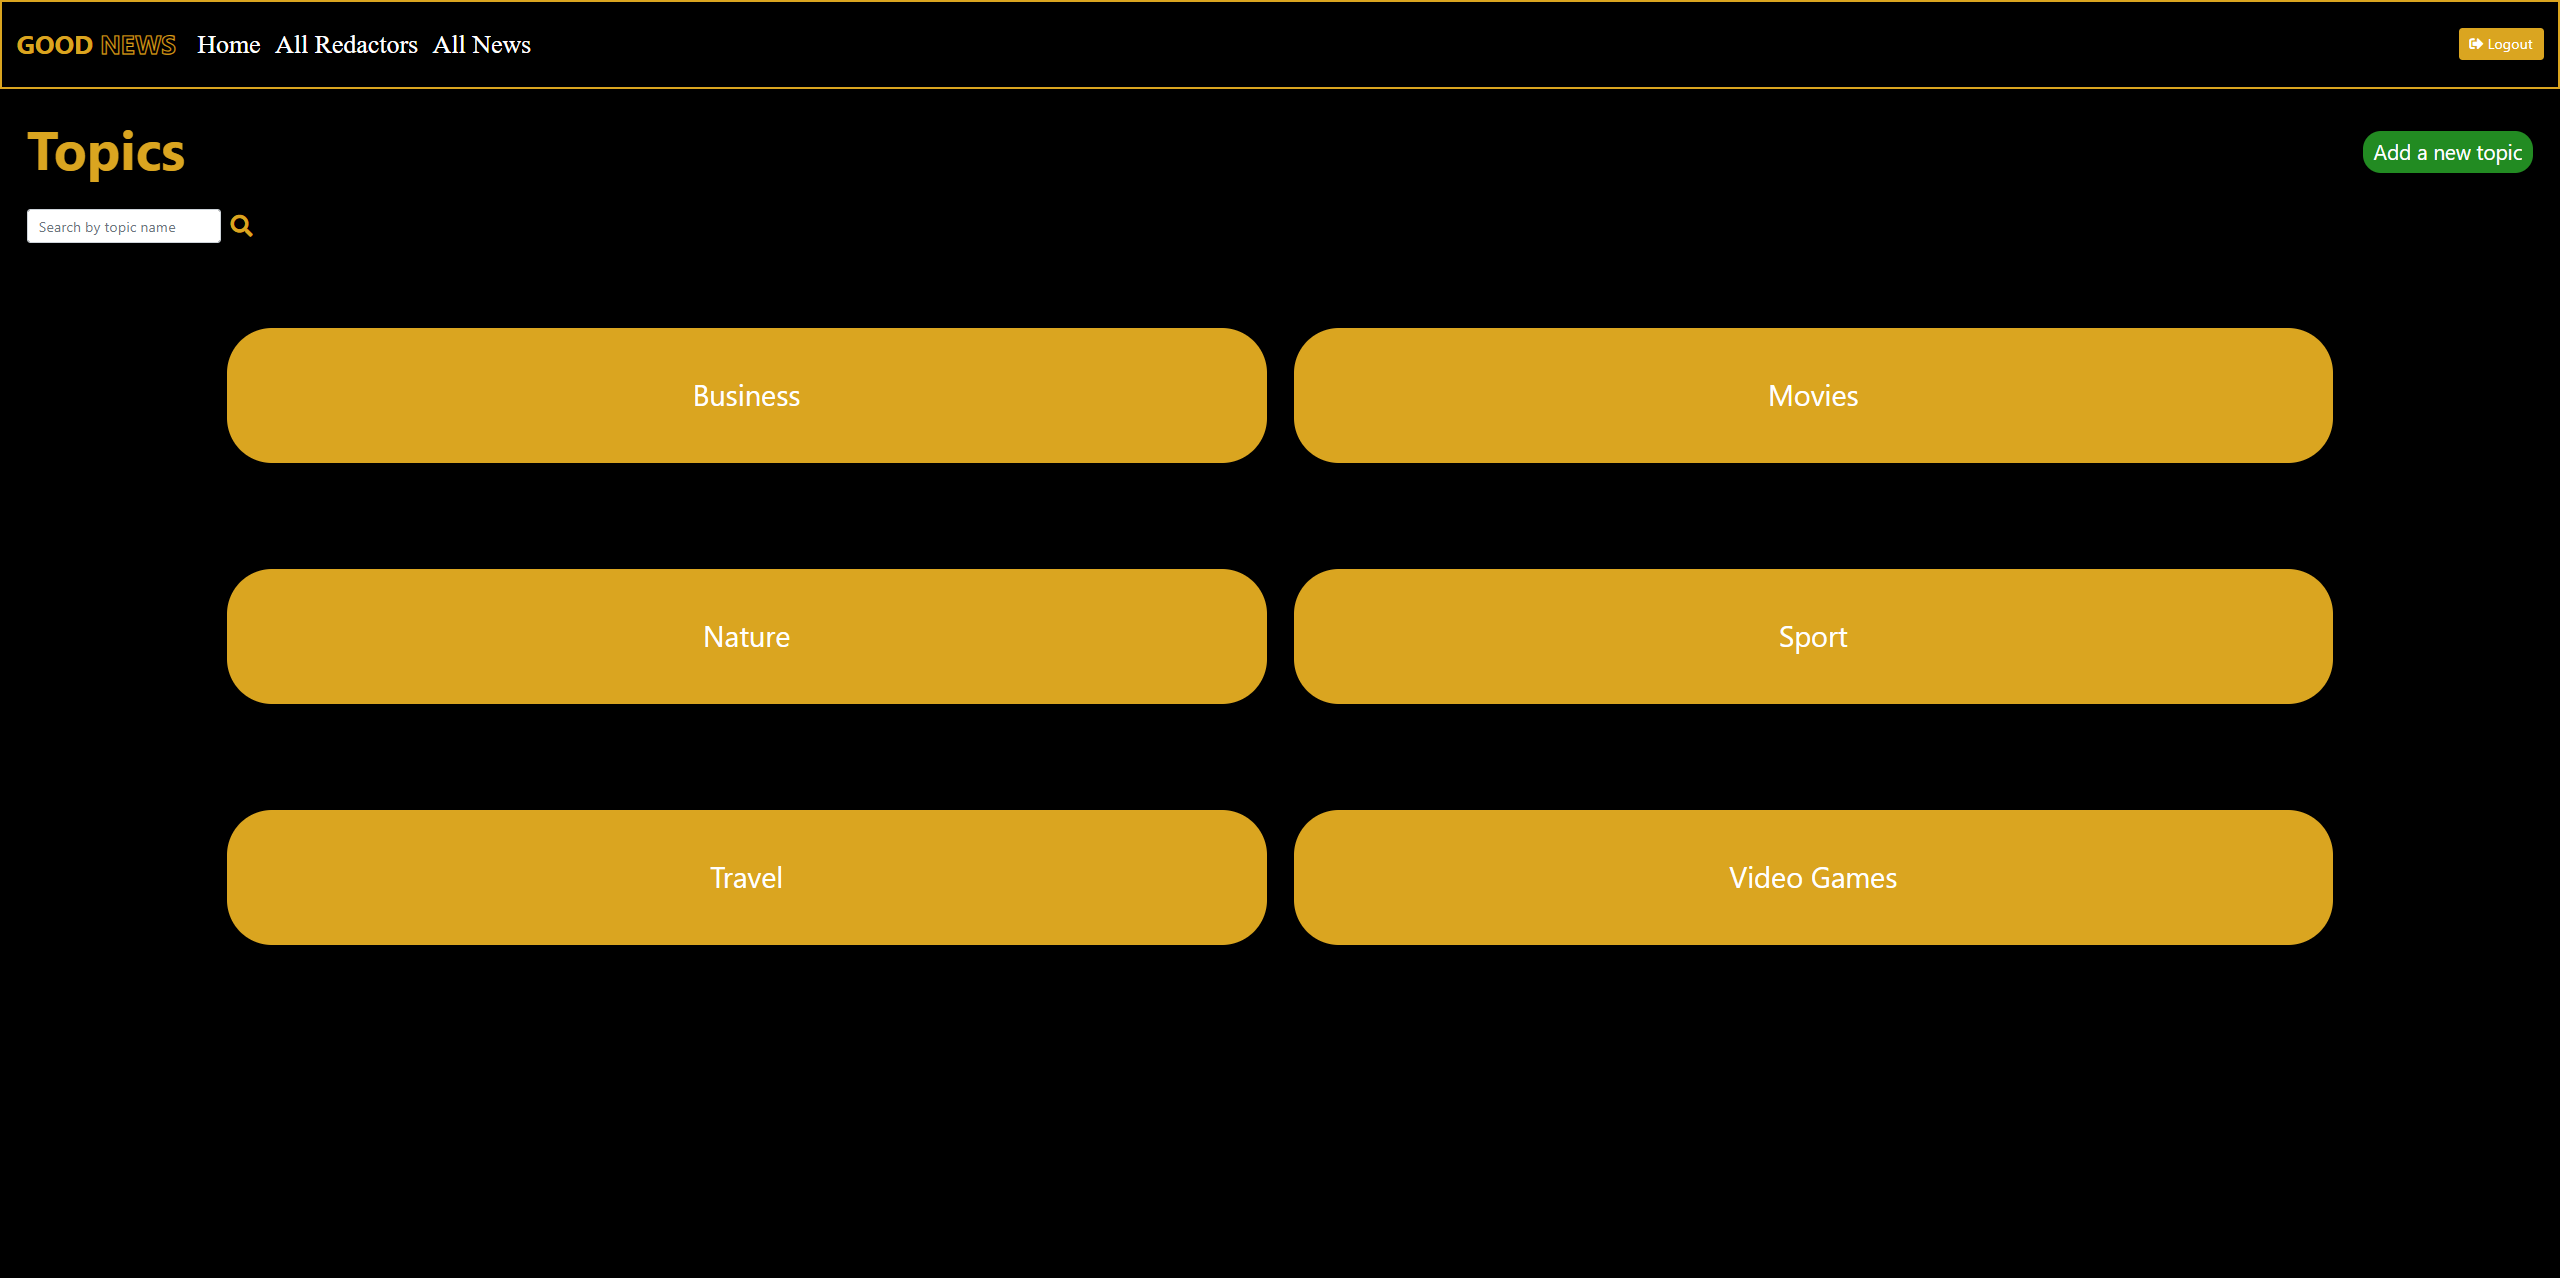 GOOD NEWS Home All Redactors All News Logout
Topics Add a new topic
Search by topic name
Business Movies
Nature Sport
Travel Video Games